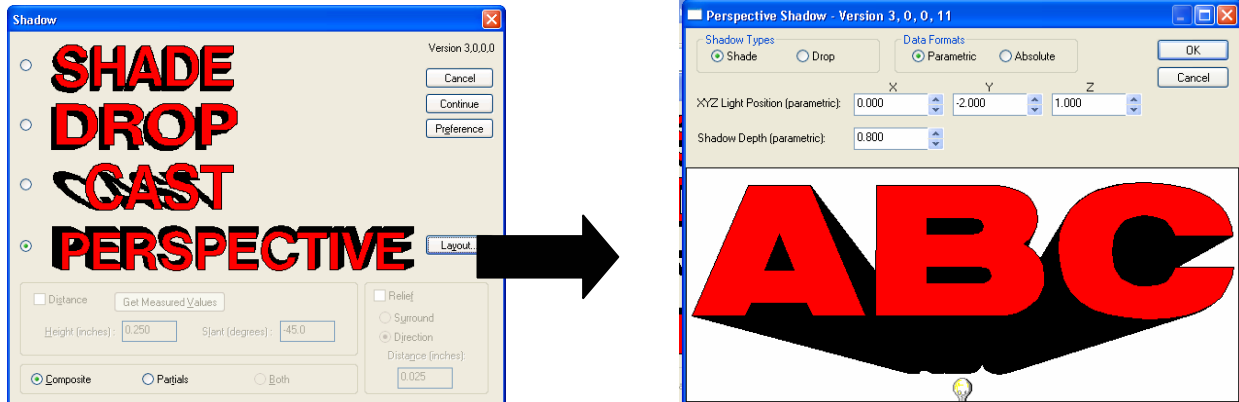 Shadow
SHADE
DROP
CAST
PERSPECTIVE
Version 3,0,0,0
Cancel
Continue
Preference
Layout...
Distance
Get Measured Values
Height (inches) : 0.250 Slant (degrees) : -45.0
Relief
Surround
Direction
Distance (inches):
0.025
Composite Partials Both
Perspective Shadow - Version 3, 0, 0, 11
Shadow Types
Shade Drop
Data Formats
Parametric Absolute
OK
Cancel
X Y Z
XYZ Light Position (parametric): 0.000 -2.000 1.000
Shadow Depth (parametric): 0.800
ABC